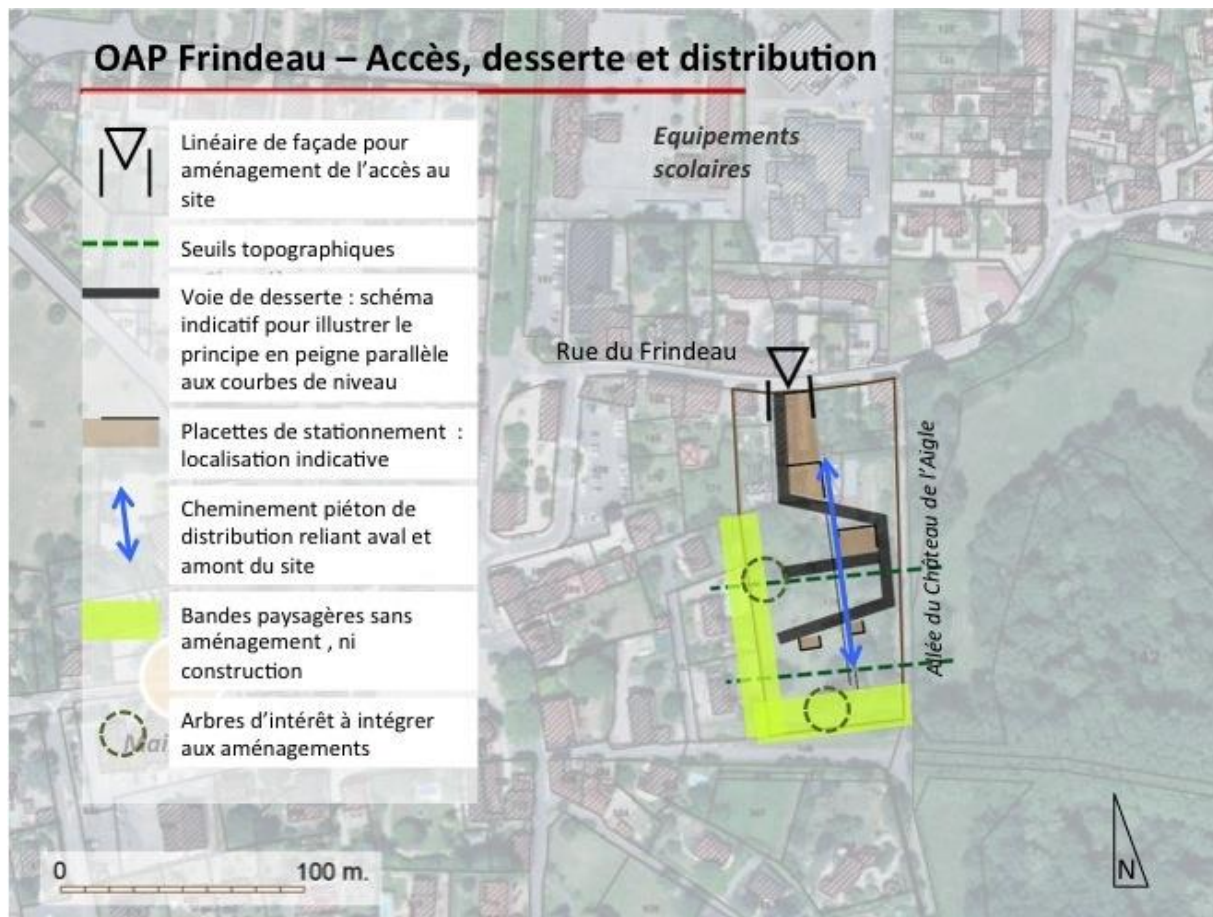 OAP Frindeau – Accès, desserte et distribution
Linéaire de façade pour
aménagement de l'accès au
site
Seuils topographiques
Voie de desserte : schéma
indicatif pour illustrer le
principe en peigne parallèle
aux courbes de niveau
Placettes de stationnement :
localisation indicative
Cheminement piéton de
distribution reliant aval et
amont du site
Bandes paysagères sans
aménagement , ni
construction
Arbres d'intérêt à intégrer
aux aménagements
Mai
Equipements
scolaires
Rue du Frindeau
Allée du Château de l'Aigle
0 100 m.
N